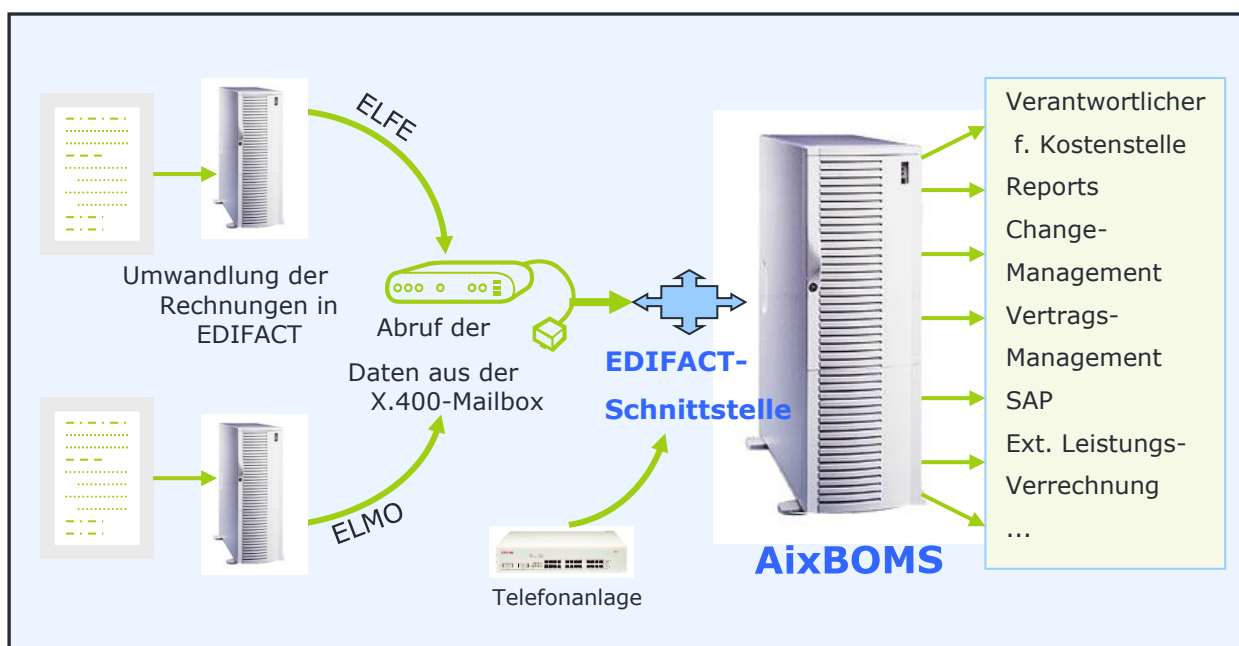 ELFE
Umwandlung der
Rechnungen in
EDIFACT
Abruf der
Daten aus der
X.400-Mailbox
ELMO
EDIFACT-
Schnittstelle
Telefonanlage
AixBOMS
Verantwortlicher
f. Kostenstelle
Reports
Change-
Management
Vertrags-
Management
SAP
Ext. Leistungs-
Verrechnung
...